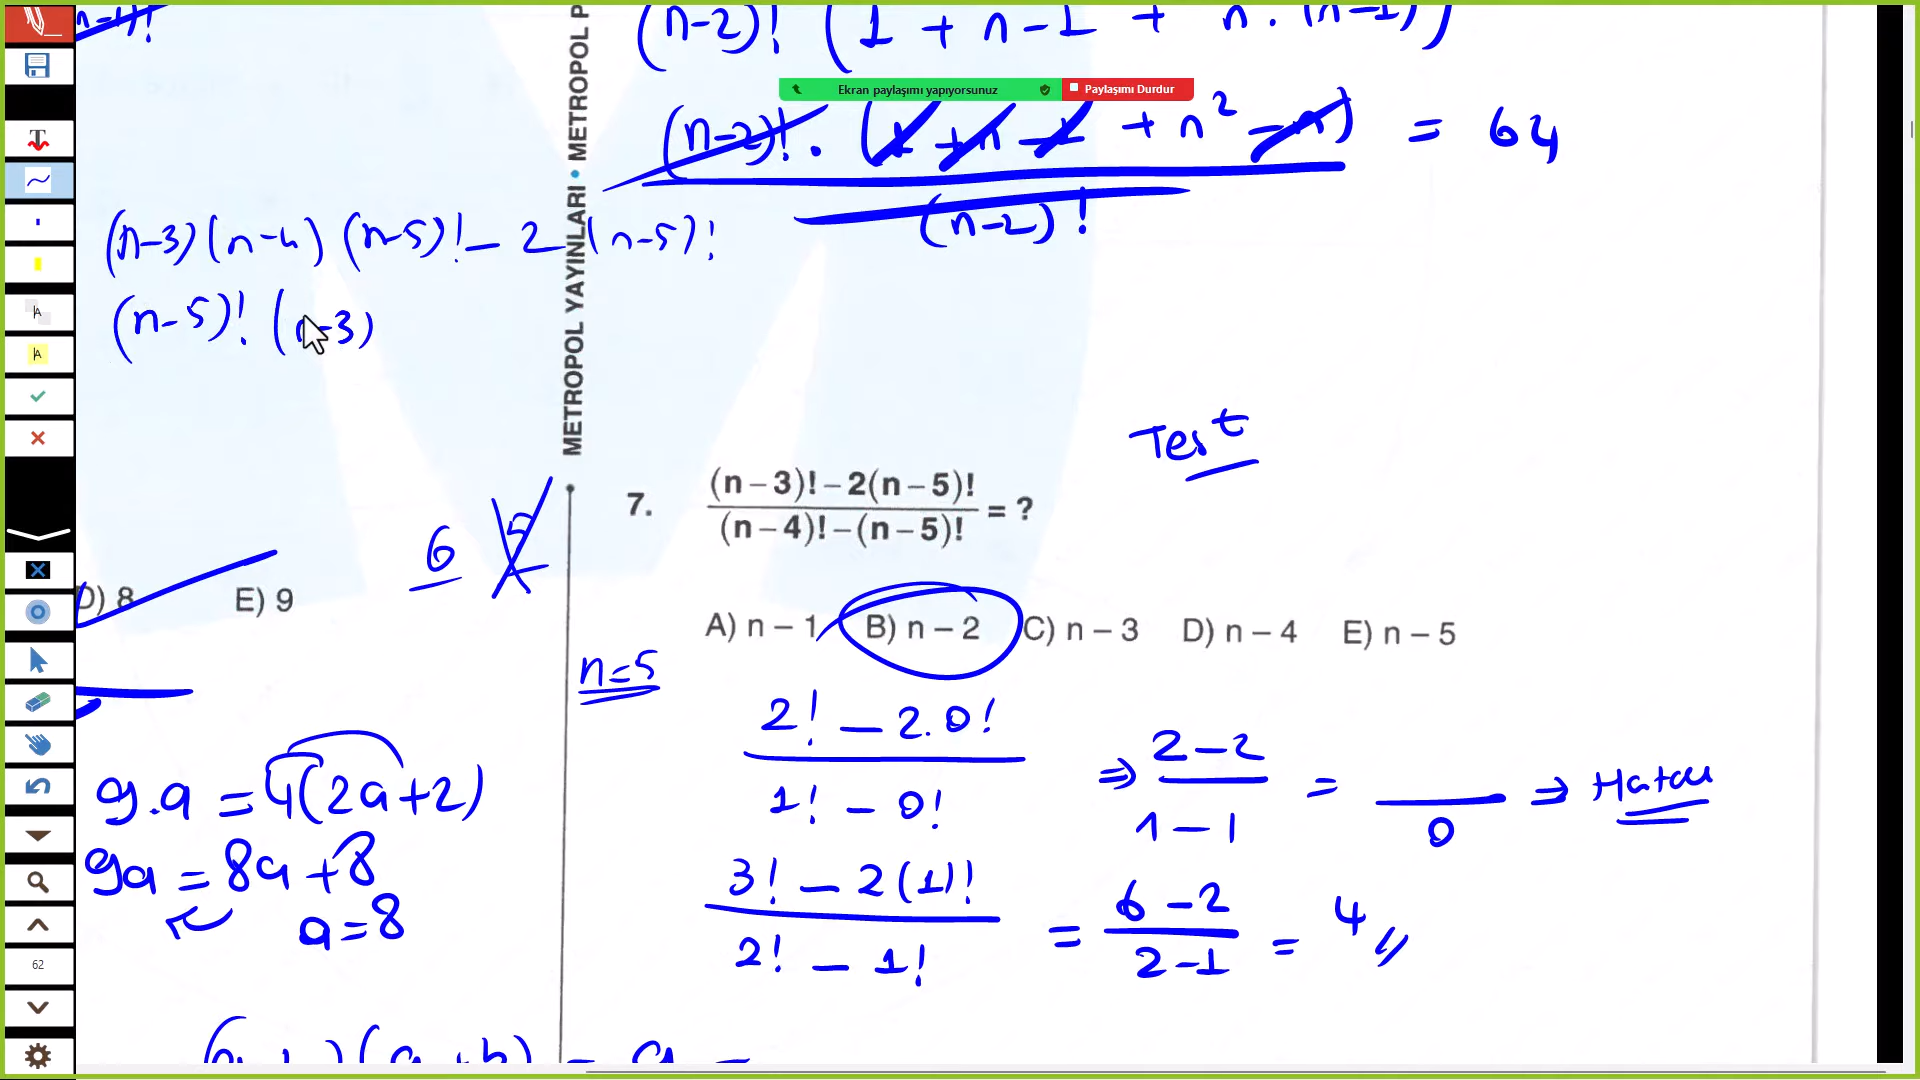 (n-2)! (1 + n-1 + n.(n-1))
Ekran paylaşımı yapıyorsunuz
Paylaşımı Durdur
(n-2)! . (1+n-1 + n² -n) = 64
(n-2)!
METROPOL YAYINLARI • METROPOL P
(n-3)(n-4)(n-5)! - 2 (n-5)!
(n-5)! (n-3)
Test
7. (n – 3)! – 2(n – 5)!
(n – 4)! – (n – 5)! = ?
6 5
D) 8 E) 9
A) n – 1 B) n – 2 C) n – 3 D) n – 4 E) n – 5
n=5
2! - 2.0!
1! - 0!
⇒ 2-2
1-1
=
0
⇒ Hatalı
3! - 2(1)!
2! - 1!
= 6-2
2-1
= 4
9.a = 4(2a+2)
9a = 8a+8
a=8
62